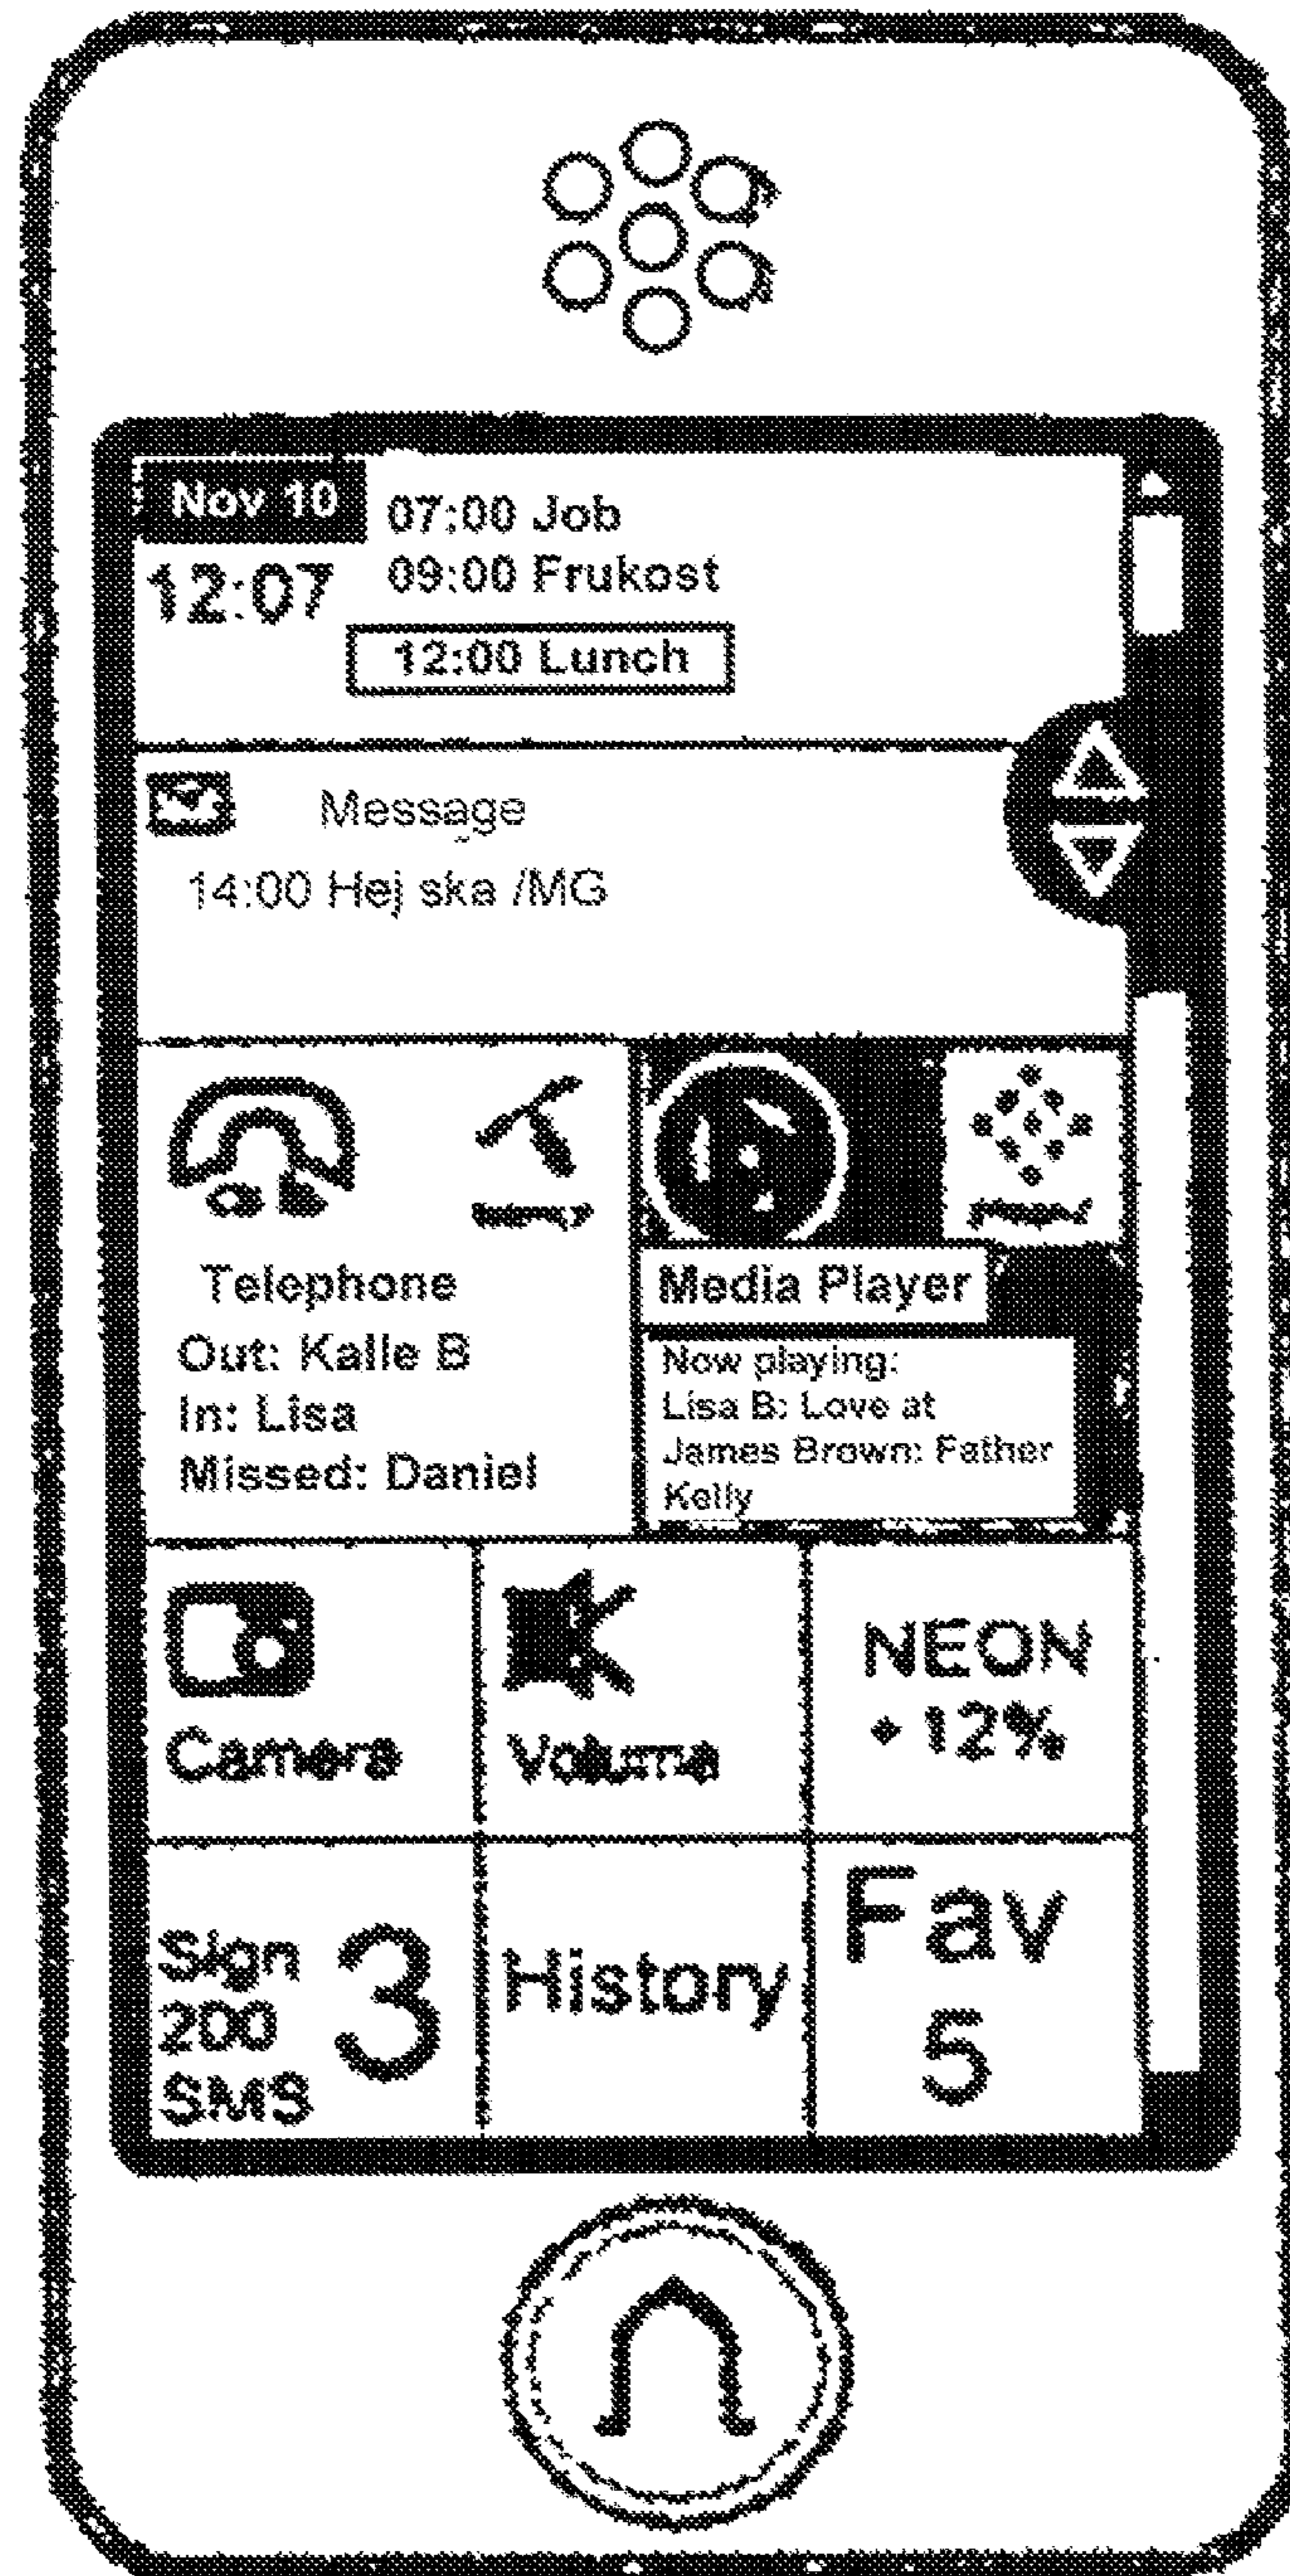 Nov 10
12:07
07:00 Job
09:00 Frukost
12:00 Lunch
Message
14:00 Hej ska /MG
Telephone
Out: Kalle B
In: Lisa
Missed: Daniel
Media Player
Now playing:
Lisa B: Love at
James Brown: Father
Kelly
Camera
Volume
NEON
+ 12%
Sign
200
SMS
3
History
Fav
5